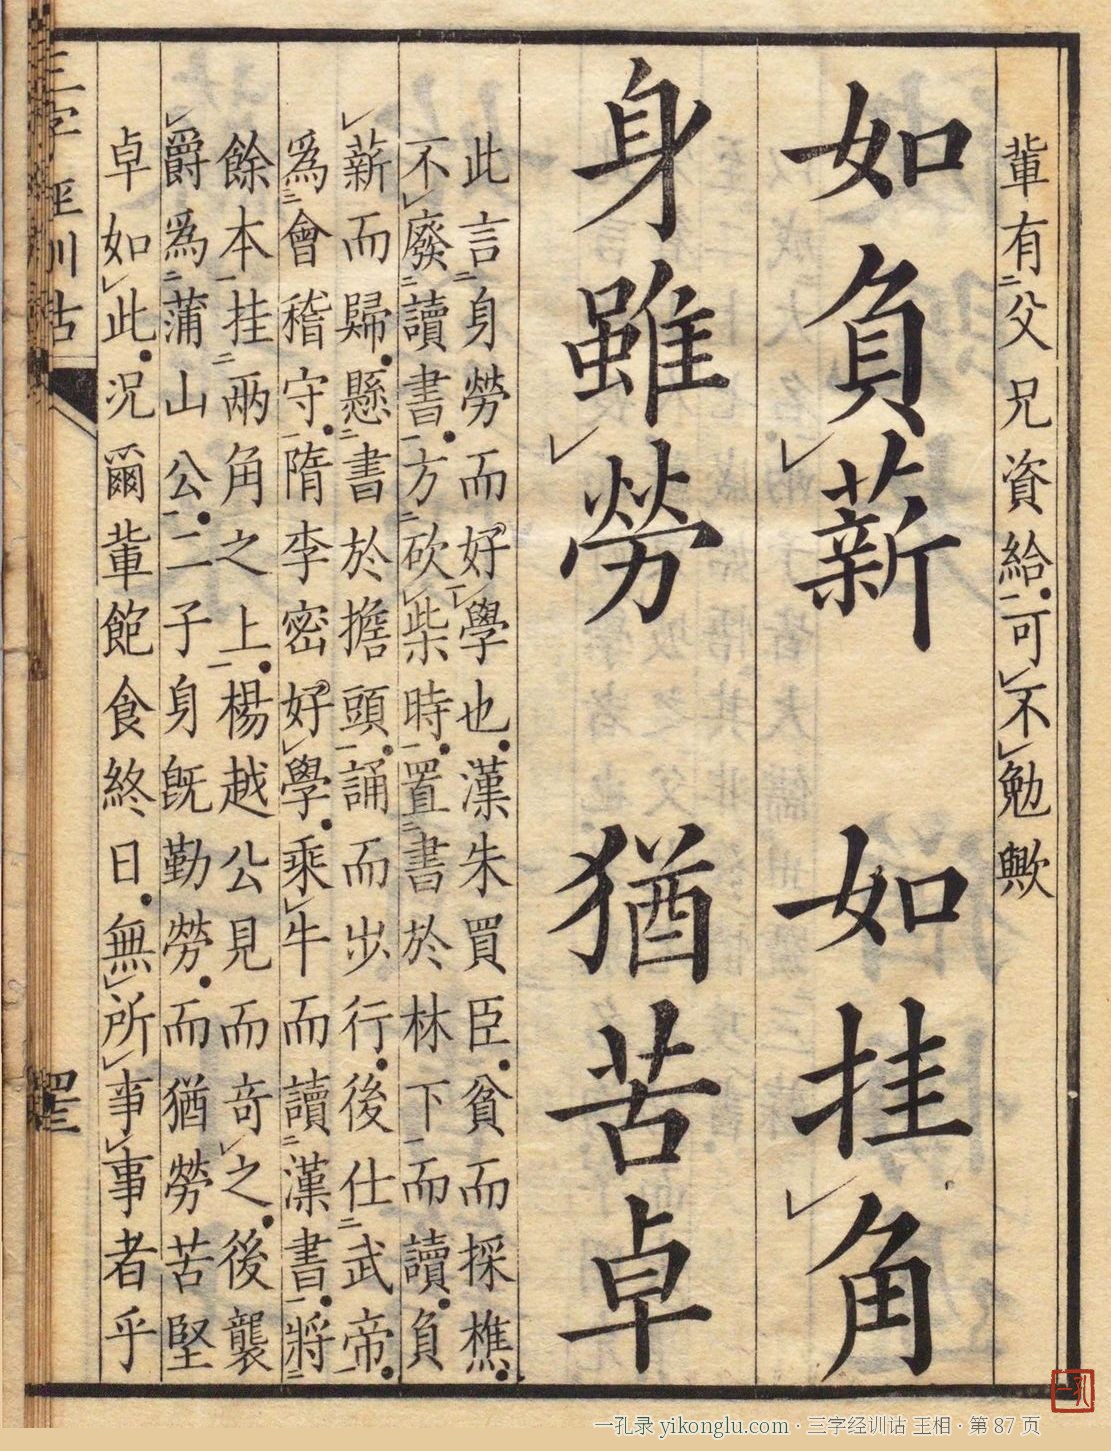 輩有父兄資給可不勉歟
如負薪 如挂角
身雖勞 猶苦卓
此言身勞而好學也漢朱買臣貧而採樵
不廢讀書方砍柴時置書於林下而讀負
薪而歸懸書於擔頭誦而步行後仕武帝
為會稽守隋李密好學乘牛而讀漢書將
餘本挂兩角之上楊越公見而奇之後襲
爵為蒲山公二子身旣勤勞而猶勞苦堅
卓如此況爾輩飽食終日無所事事者乎
三字經訓古
一孔录 yikonglu.com · 三字经训诂 王相 · 第 87 页